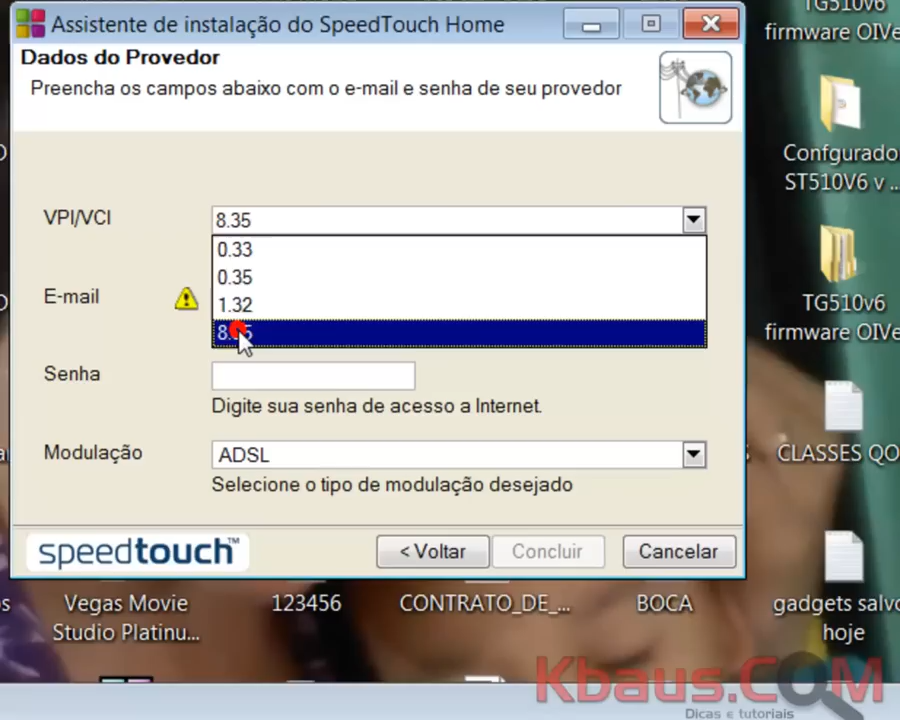 TG510v6
firmware OIVe
Assistente de instalação do SpeedTouch Home
Dados do Provedor
Preencha os campos abaixo com o e-mail e senha de seu provedor
Confgurado
ST510V6 v ...
VPI/VCI
8.35
0.33
0.35
1.32
E-mail
TG510v6
firmware OIVe
Senha
Digite sua senha de acesso a Internet.
Modulação
ADSL
CLASSES QO
Selecione o tipo de modulação desejado
speedtouch™
< Voltar
Concluir
Cancelar
Vegas Movie
Studio Platinu...
123456
CONTRATO_DE_...
BOCA
gadgets salvo
hoje
Kbaus.COM
Dicas e tutoriais